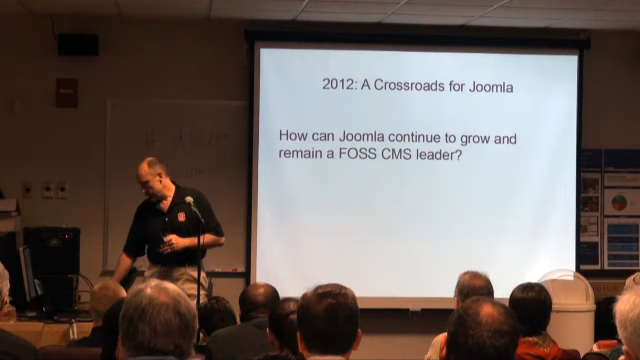 2012: A Crossroads for Joomla
How can Joomla continue to grow and
remain a FOSS CMS leader?